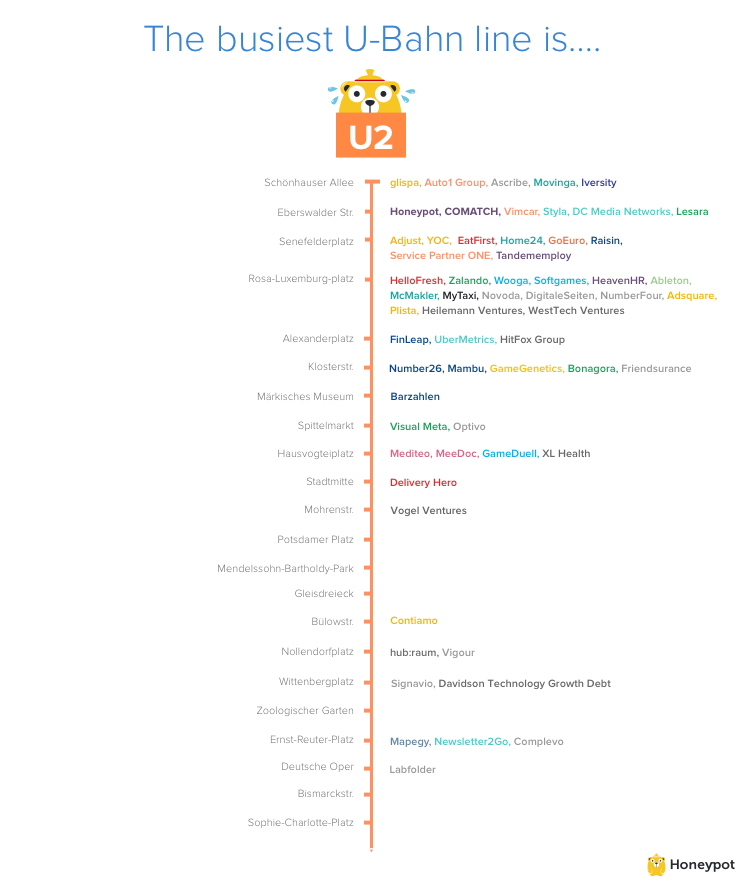 The busiest U-Bahn line is....
U2
Schönhauser Allee glispa, Auto1 Group, Ascribe, Movinga, Iversity
Eberswalder Str. Honeypot, COMATCH, Vimcar, Styla, DC Media Networks, Lesara
Senefelderplatz Adjust, YOC, EatFirst, Home24, GoEuro, Raisin,
Service Partner ONE, Tandememploy
Rosa-Luxemburg-platz HelloFresh, Zalando, Wooga, Softgames, HeavenHR, Ableton,
McMakler, MyTaxi, Novoda, DigitaleSeiten, NumberFour, Adsquare,
Plista, Heilemann Ventures, WestTech Ventures
Alexanderplatz FinLeap, UberMetrics, HitFox Group
Klosterstr. Number26, Mambu, GameGenetics, Bonagora, Friendsurance
Märkisches Museum Barzahlen
Spittelmarkt Visual Meta, Optivo
Hausvogteiplatz Mediteo, MeeDoc, GameDuell, XL Health
Stadtmitte Delivery Hero
Mohrenstr. Vogel Ventures
Potsdamer Platz
Mendelssohn-Bartholdy-Park
Gleisdreieck
Bülowstr. Contiamo
Nollendorfplatz hub:raum, Vigour
Wittenbergplatz Signavio, Davidson Technology Growth Debt
Zoologischer Garten
Ernst-Reuter-Platz Mapegy, Newsletter2Go, Complevo
Deutsche Oper Labfolder
Bismarckstr.
Sophie-Charlotte-Platz
Honeypot